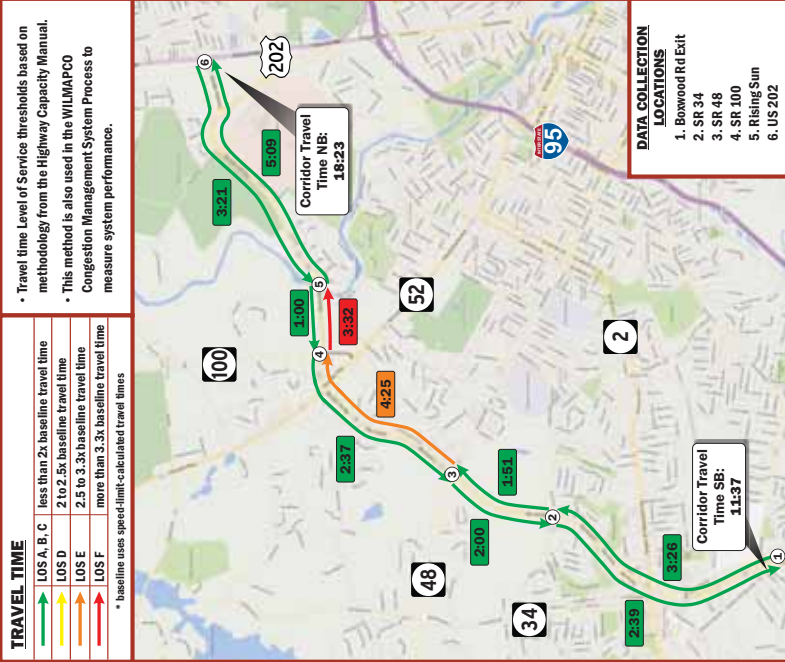 TRAVEL TIME
LOS A, B, C less than 2x baseline travel time
LOS D 2 to 2.5x baseline travel time
LOS E 2.5 to 3.3x baseline travel time
LOS F more than 3.3x baseline travel time
* baseline uses speed-limit-calculated travel times
• Travel time Level of Service thresholds based on
methodology from the Highway Capacity Manual.
• This method is also used in the WILMAPCO
Congestion Management System Process to
measure system performance.
6
202
3:21
5:09
Corridor Travel
Time NB:
18:23
5
1:00
3:32
4
100
52
INTERSTATE
95
4:25
2:37
3
1:51
2:00
2
48
2
34
3:26
2:39
Corridor Travel
Time SB:
11:37
1
DATA COLLECTION
LOCATIONS
1. Boxwood Rd Exit
2. SR 34
3. SR 48
4. SR 100
5. Rising Sun
6. US 202